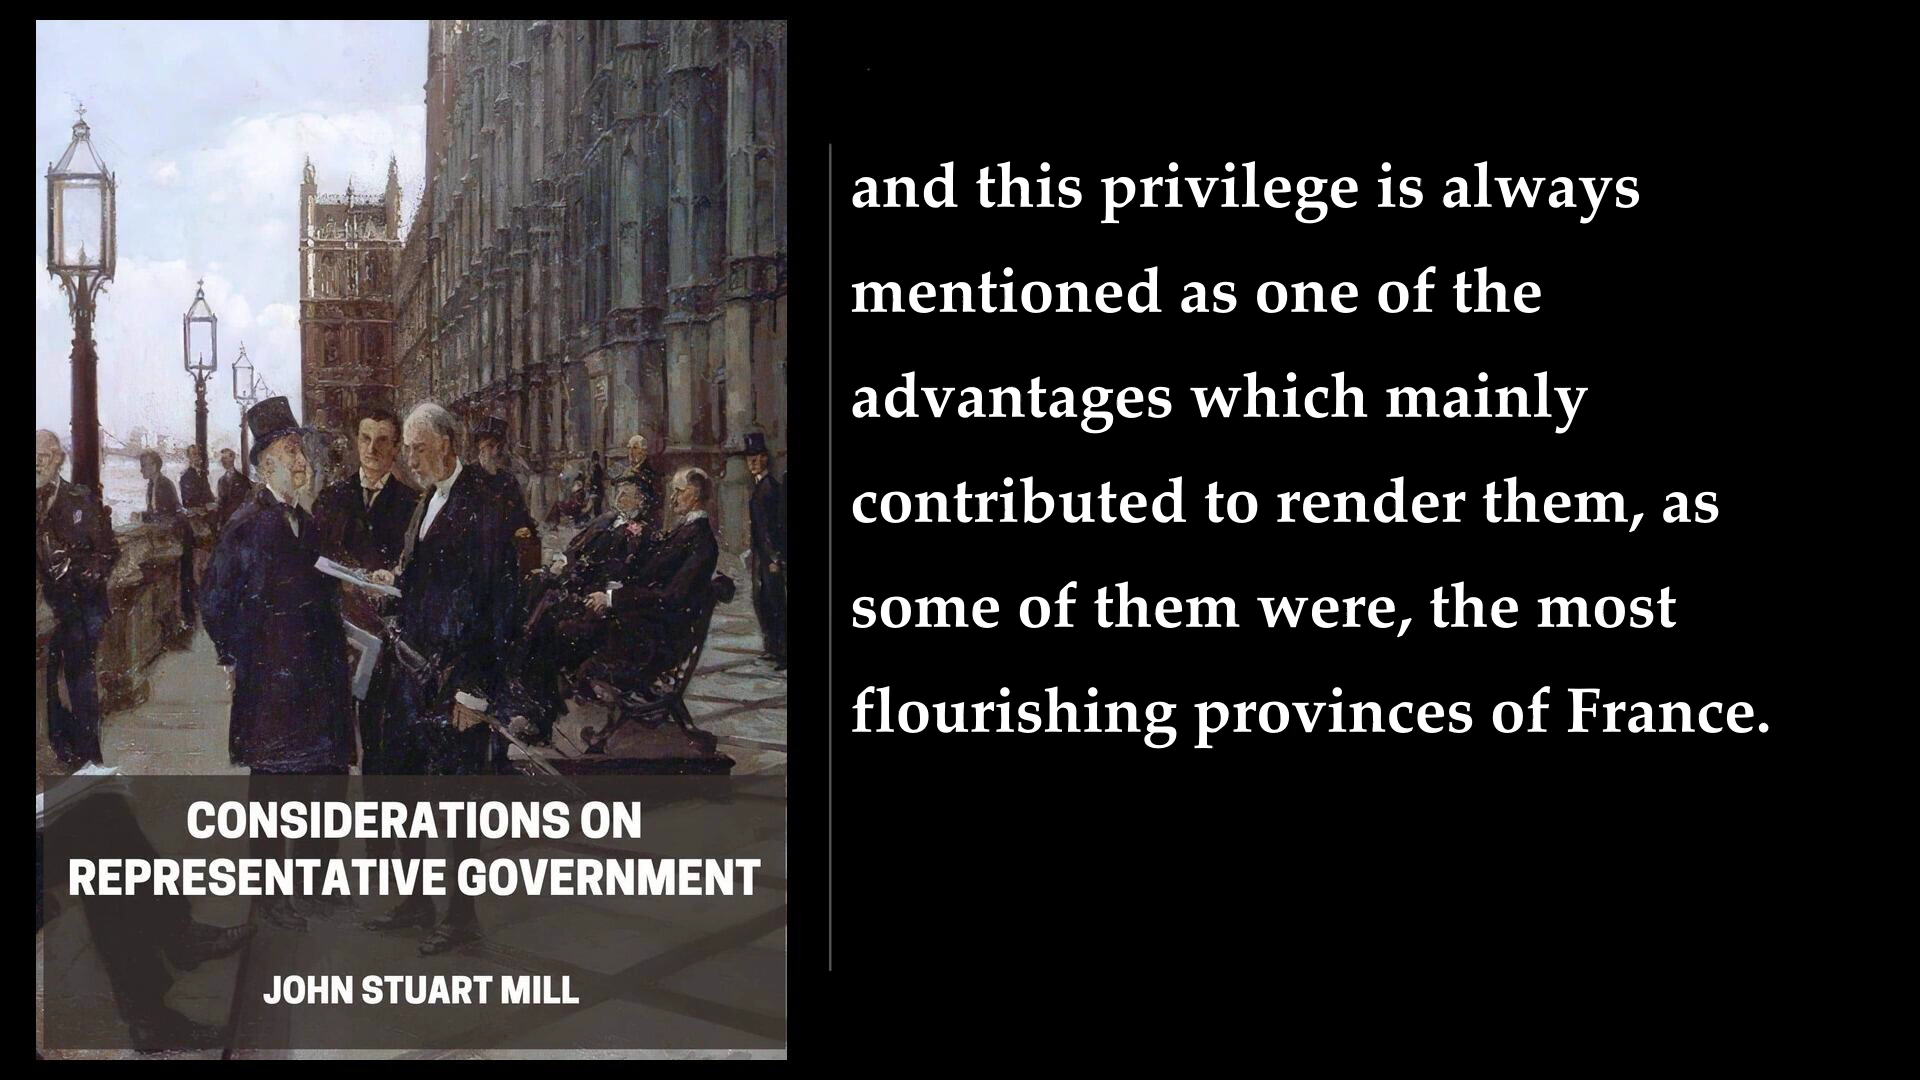 and this privilege is always
mentioned as one of the
advantages which mainly
contributed to render them, as
some of them were, the most
flourishing provinces of France.
CONSIDERATIONS ON
REPRESENTATIVE GOVERNMENT
JOHN STUART MILL